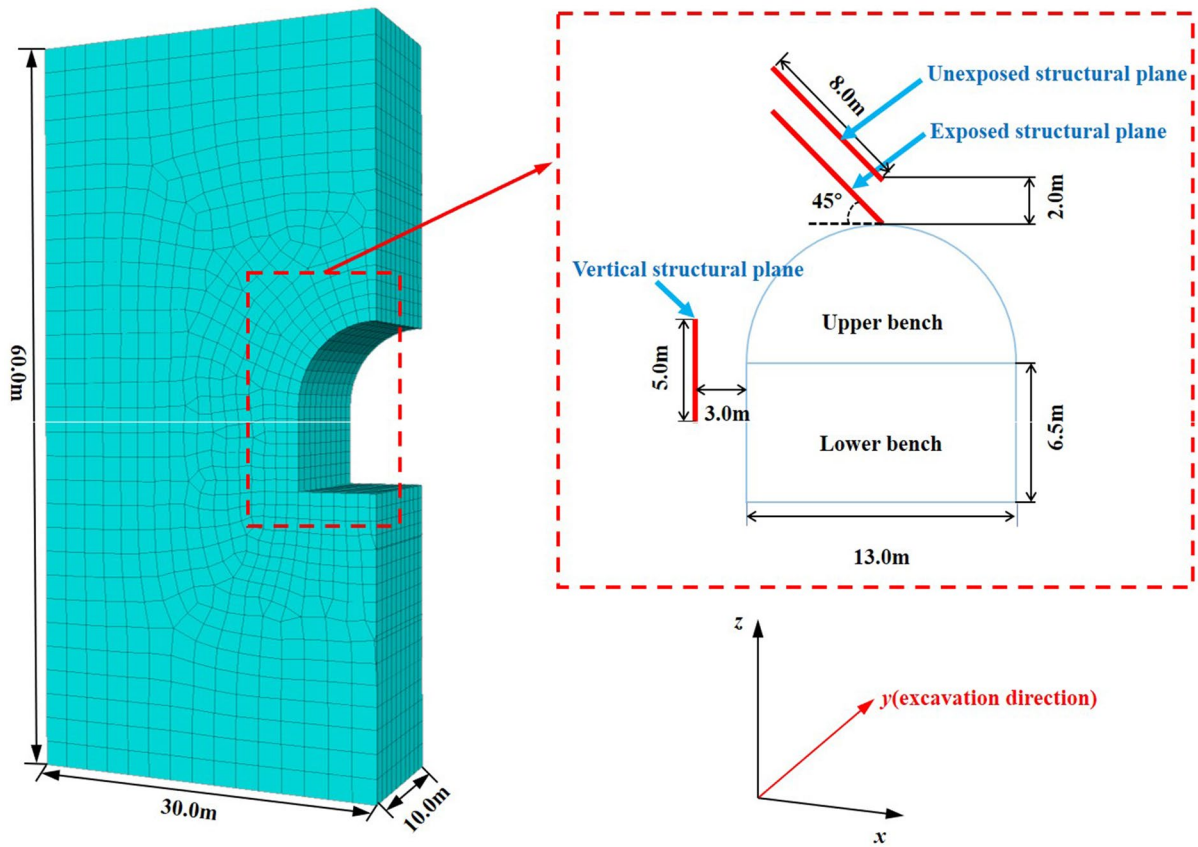 60.0m
30.0m
10.0m
8.0m
Unexposed structural plane
Exposed structural plane
45°
2.0m
Vertical structural plane
Upper bench
5.0m
3.0m
Lower bench
6.5m
13.0m
z
y(excavation direction)
x